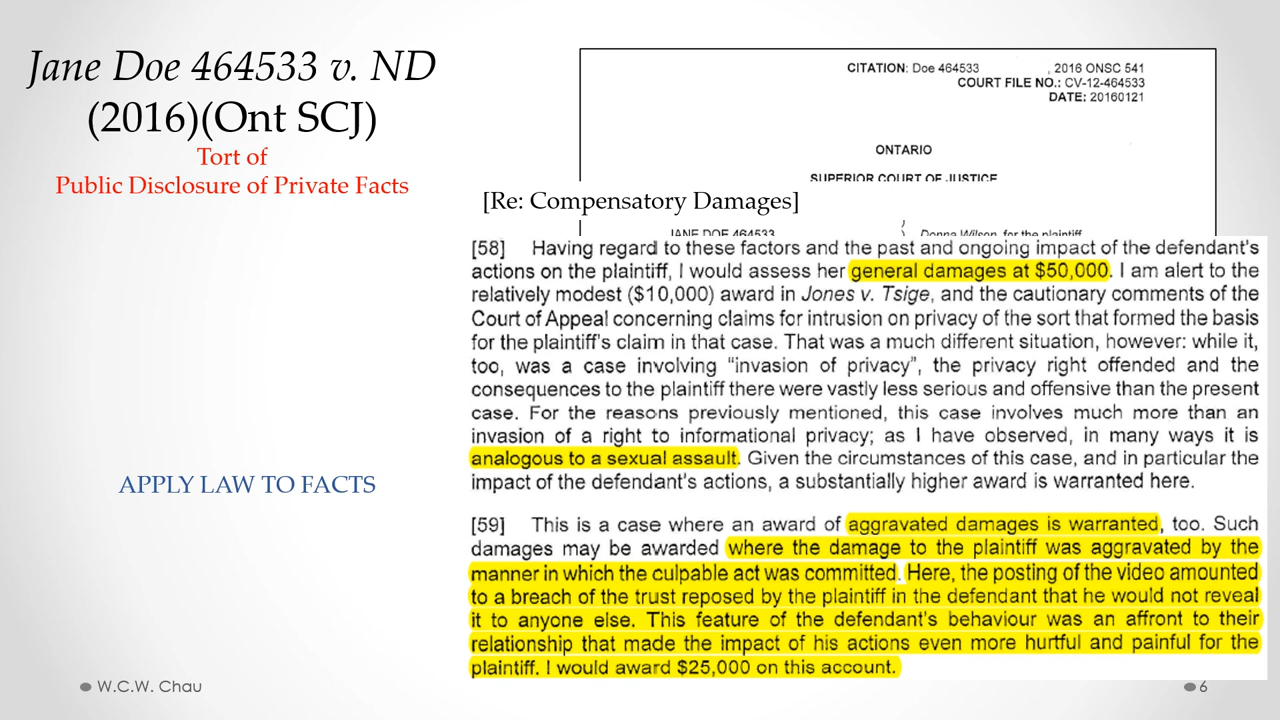 Jane Doe 464533 v. ND
(2016)(Ont SCJ)
Tort of
Public Disclosure of Private Facts
CITATION: Doe 464533 , 2016 ONSC 541
COURT FILE NO.: CV-12-464533
DATE: 20160121
ONTARIO
SUPERIOR COURT OF JUSTICE
[Re: Compensatory Damages]
JANE DOE 464533 ) Donna Wilson, for the plaintiff
[58] Having regard to these factors and the past and ongoing impact of the defendant's
actions on the plaintiff, I would assess her general damages at $50,000. I am alert to the
relatively modest ($10,000) award in Jones v. Tsige, and the cautionary comments of the
Court of Appeal concerning claims for intrusion on privacy of the sort that formed the basis
for the plaintiff's claim in that case. That was a much different situation, however: while it,
too, was a case involving “invasion of privacy”, the privacy right offended and the
consequences to the plaintiff there were vastly less serious and offensive than the present
case. For the reasons previously mentioned, this case involves much more than an
invasion of a right to informational privacy; as I have observed, in many ways it is
analogous to a sexual assault. Given the circumstances of this case, and in particular the
impact of the defendant's actions, a substantially higher award is warranted here.
APPLY LAW TO FACTS
[59] This is a case where an award of aggravated damages is warranted, too. Such
damages may be awarded where the damage to the plaintiff was aggravated by the
manner in which the culpable act was committed. Here, the posting of the video amounted
to a breach of the trust reposed by the plaintiff in the defendant that he would not reveal
it to anyone else. This feature of the defendant's behaviour was an affront to their
relationship that made the impact of his actions even more hurtful and painful for the
plaintiff. I would award $25,000 on this account.
W.C.W. Chau
6